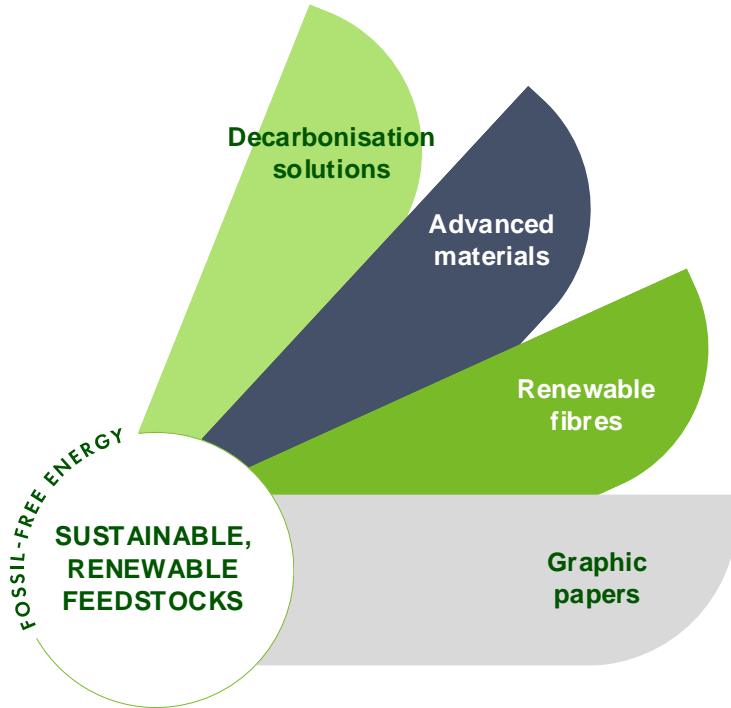 Decarbonisation
solutions
Advanced
materials
Renewable
fibres
FOSSIL-FREE ENERGY
SUSTAINABLE,
RENEWABLE
FEEDSTOCKS
Graphic
papers